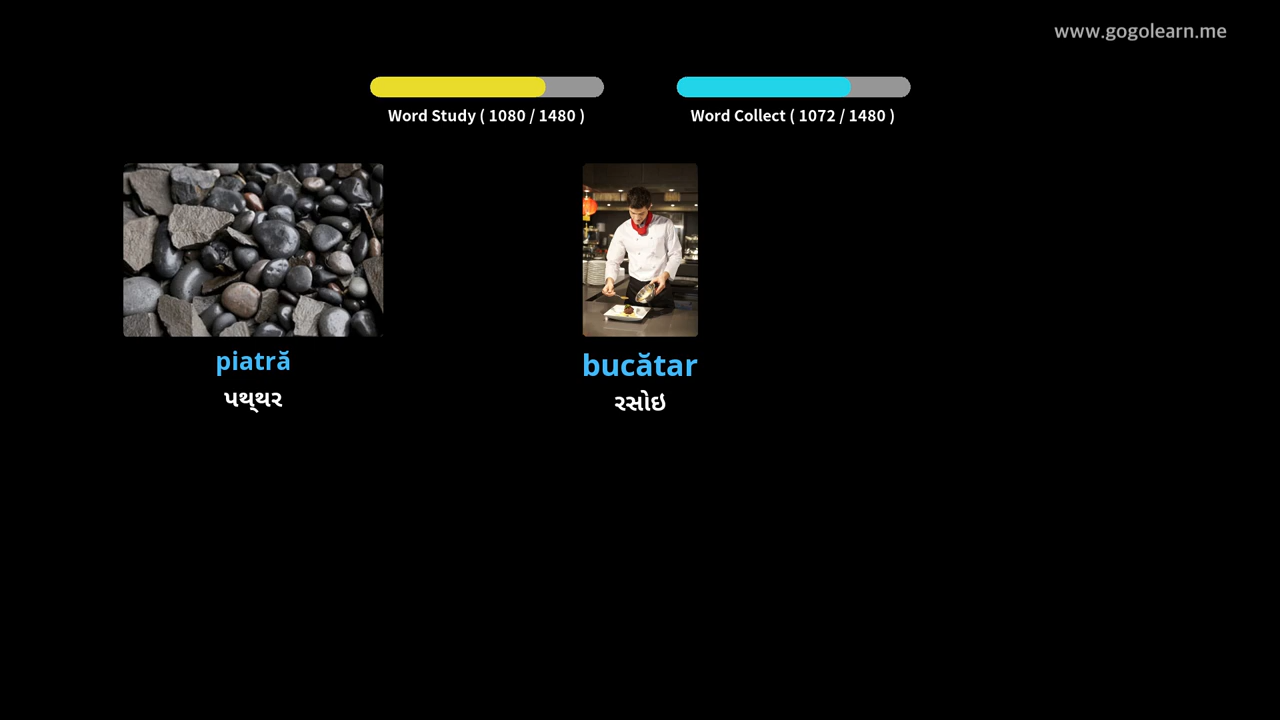 www.gogolearn.me
Word Study ( 1080 / 1480 )
Word Collect ( 1072 / 1480 )
piatră
પથ્થર
bucătar
રસોઇ